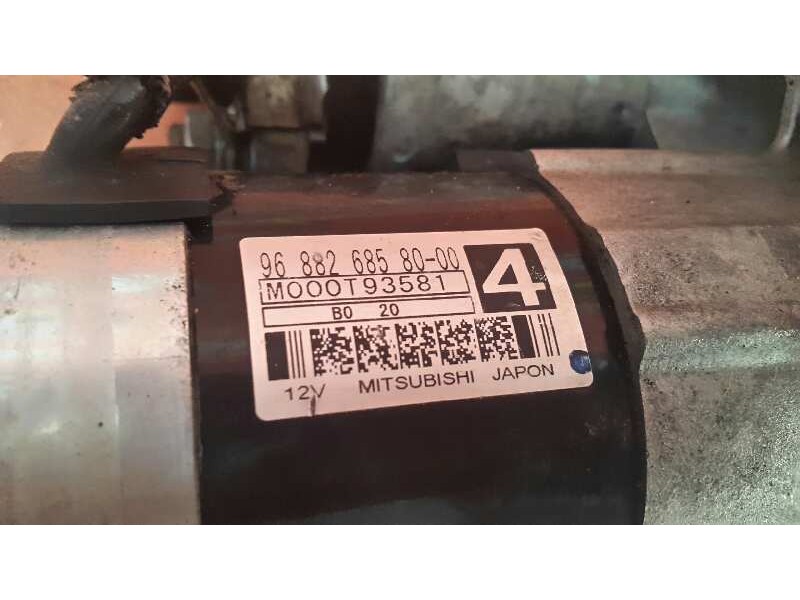 96 882 685 80-00
M000T93581
4
B0 20
12V MITSUBISHI JAPON